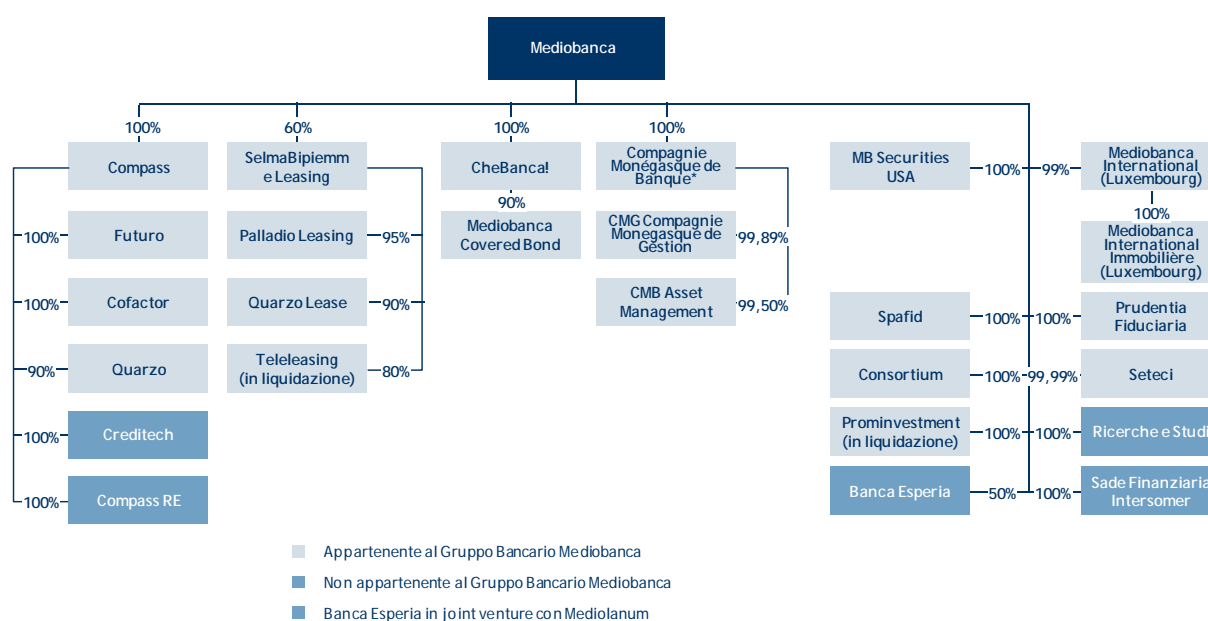 Mediobanca
100%
60%
100%
100%
Compass
SelmaBipiemm
e Leasing
CheBanca!
Compagnie
Monégasque de
Banque*
MB Securities
USA
100%
99%
Mediobanca
International
(Luxembourg)
90%
100%
100%
Futuro
Palladio Leasing
95%
Mediobanca
Covered Bond
CMG Compagnie
Monegasque de
Gestion
99,89%
Mediobanca
International
Immobilière
(Luxembourg)
100%
Cofactor
Quarzo Lease
90%
CMB Asset
Management
99,50%
Spafid
100%
100%
Prudentia
Fiduciaria
90%
Quarzo
Teleleasing
(in liquidazione)
80%
Consortium
100%
99,99%
Seteci
100%
Creditech
Prominvestment
(in liquidazione)
100%
100%
Ricerche e Studi
100%
Compass RE
Banca Esperia
50%
100%
Sade Finanziaria
Intersomer
Appartenente al Gruppo Bancario Mediobanca
Non appartenente al Gruppo Bancario Mediobanca
Banca Esperia in joint venture con Mediolanum